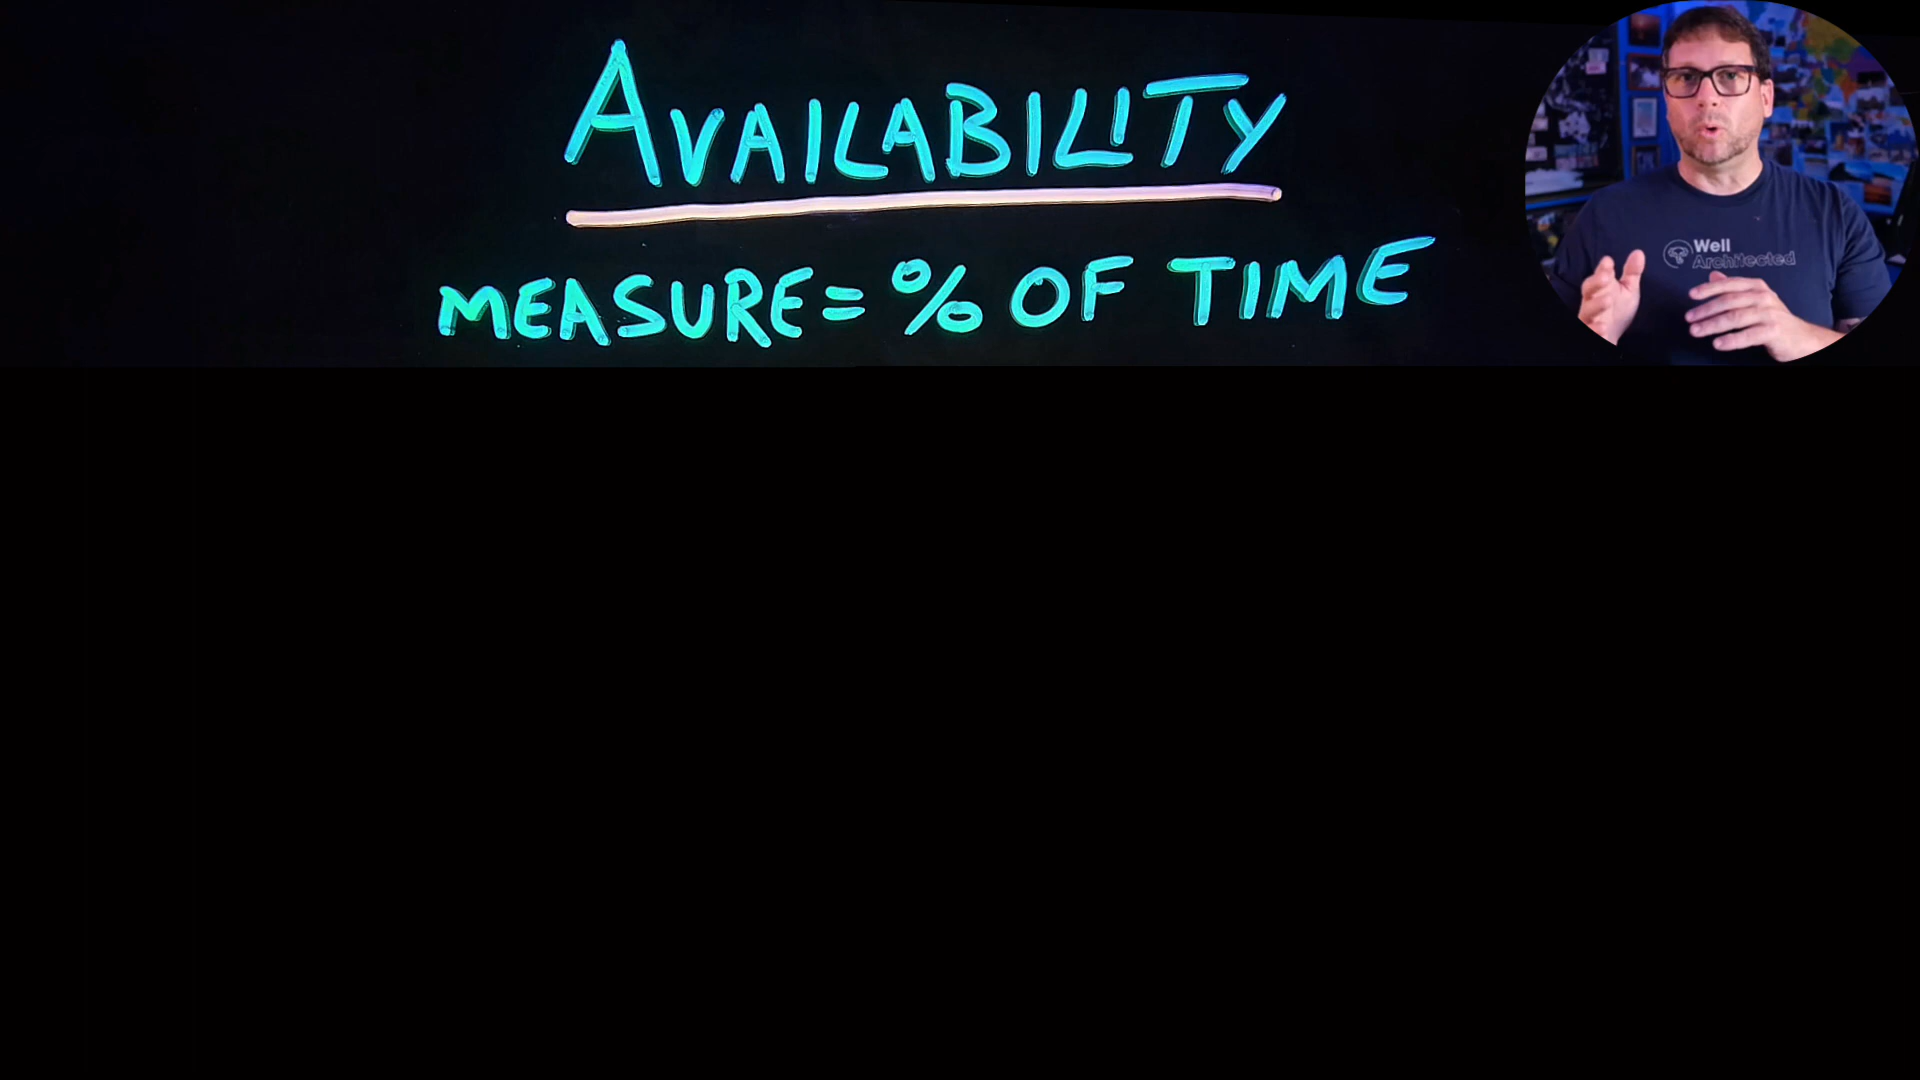 AVAILABILITY
MEASURE = % OF TIME
Well
Architected